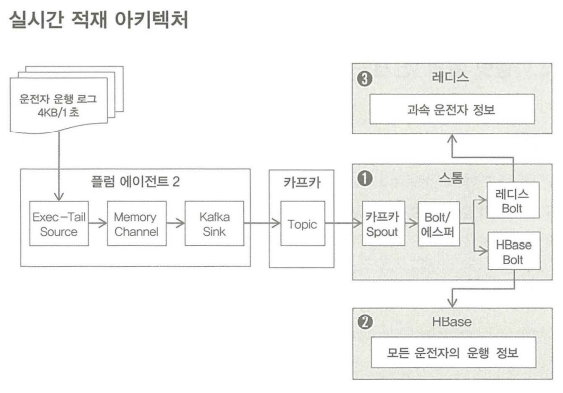 실시간 적재 아키텍처
운전자 운행 로그
4KB/1초
플럼 에이전트 2
Exec-Tail
Source
Memory
Channel
Kafka
Sink
카프카
Topic
❶
스톰
카프카
Spout
Bolt/
에스퍼
레디스
Bolt
HBase
Bolt
❸
레디스
과속 운전자 정보
❷
HBase
모든 운전자의 운행 정보